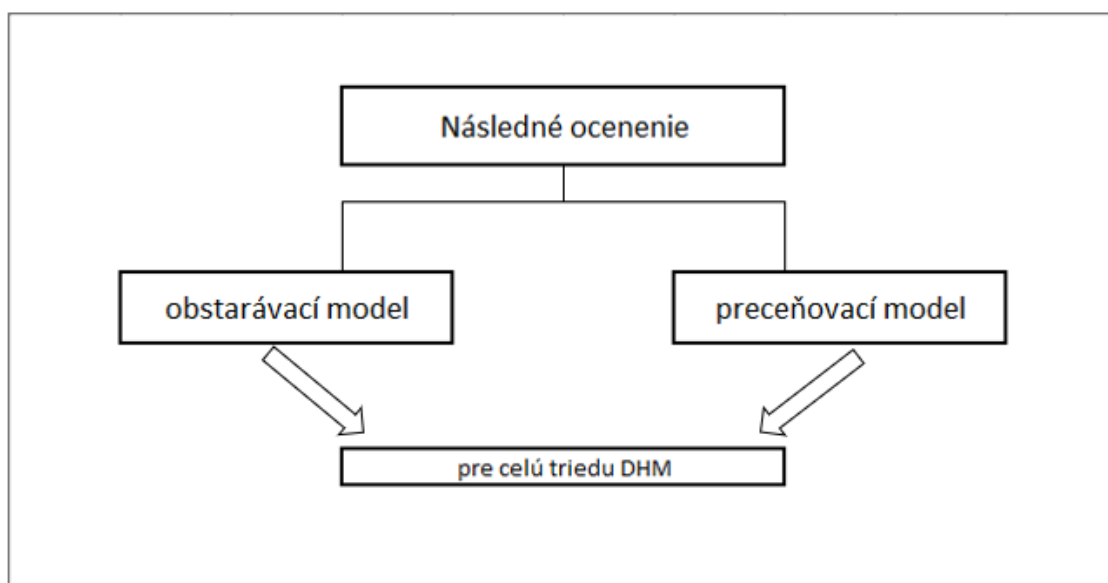 Následné ocenenie
obstarávací model
preceňovací model
pre celú triedu DHM